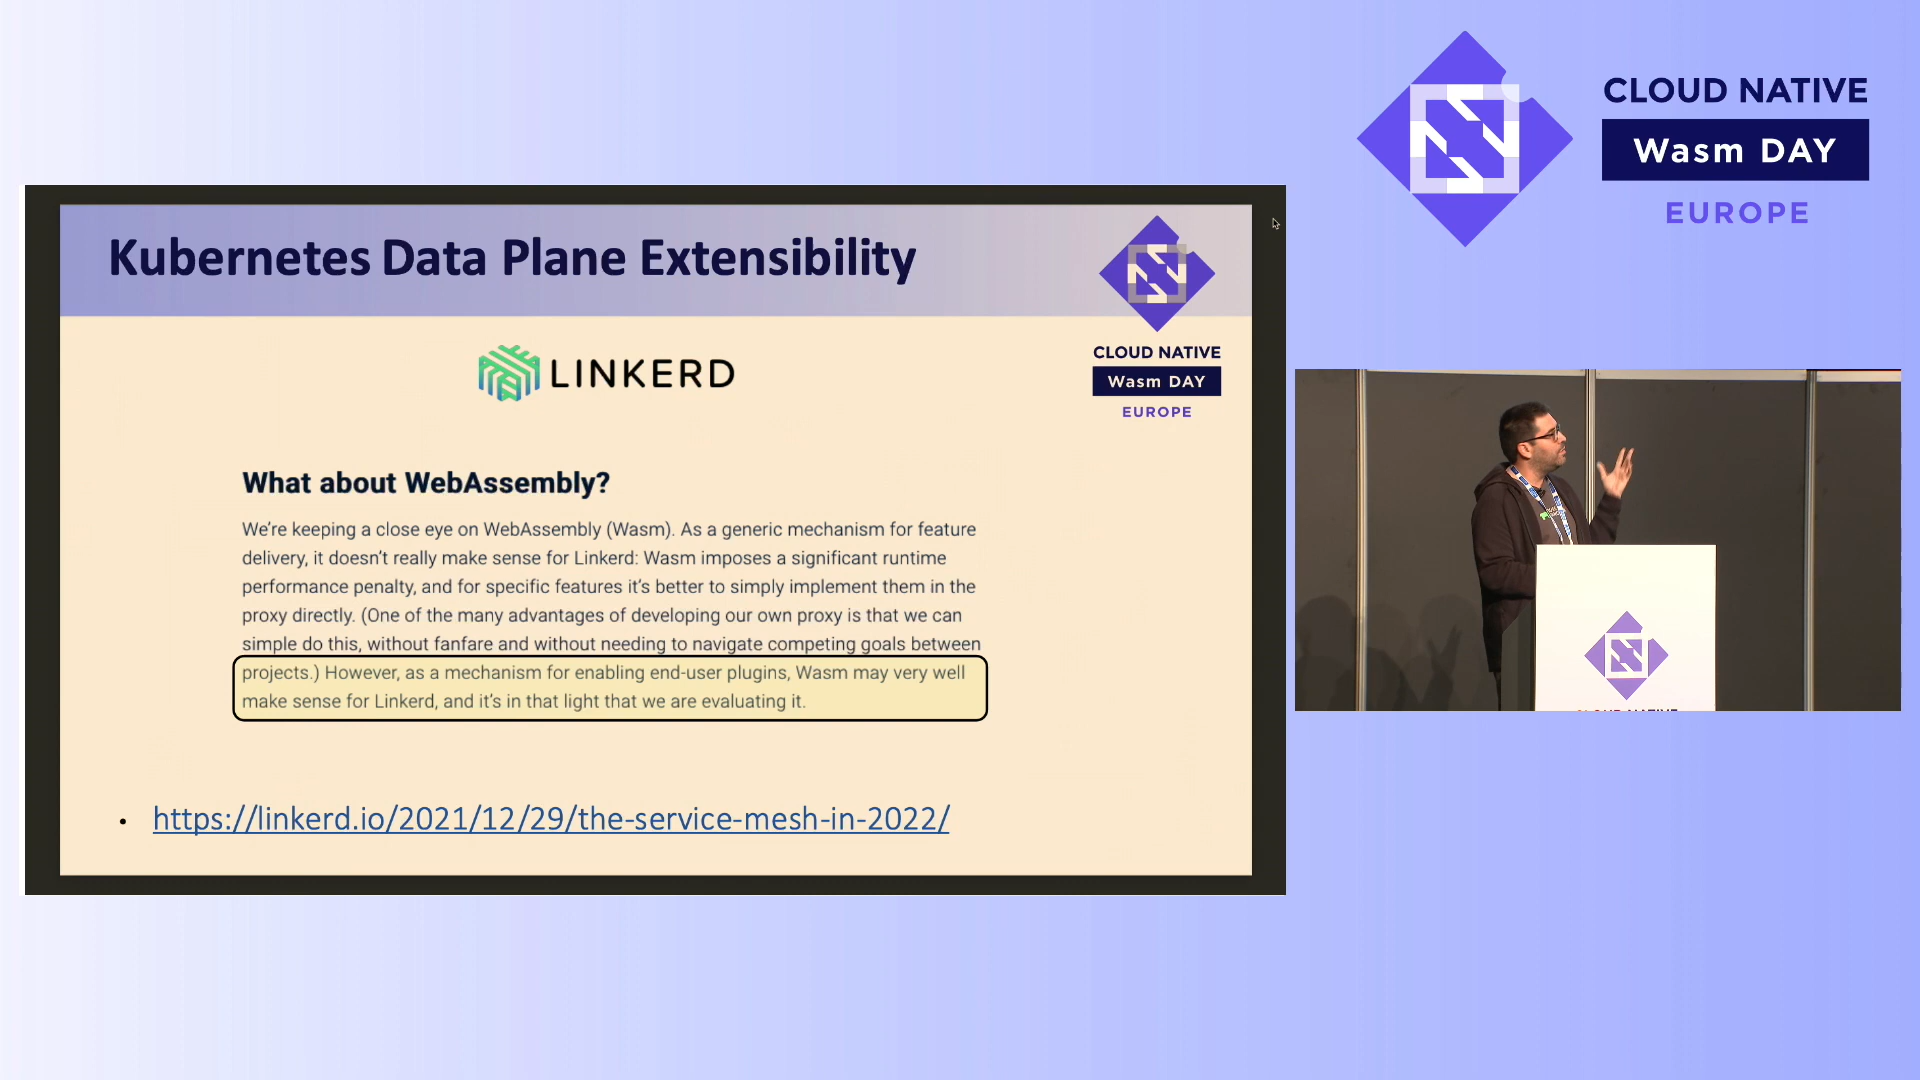 CLOUD NATIVE
Wasm DAY
EUROPE
Kubernetes Data Plane Extensibility
CLOUD NATIVE
Wasm DAY
EUROPE
LINKERD
What about WebAssembly?
We’re keeping a close eye on WebAssembly (Wasm). As a generic mechanism for feature
delivery, it doesn’t really make sense for Linkerd: Wasm imposes a significant runtime
performance penalty, and for specific features it’s better to simply implement them in the
proxy directly. (One of the many advantages of developing our own proxy is that we can
simple do this, without fanfare and without needing to navigate competing goals between
projects.) However, as a mechanism for enabling end-user plugins, Wasm may very well
make sense for Linkerd, and it’s in that light that we are evaluating it.
• https://linkerd.io/2021/12/29/the-service-mesh-in-2022/